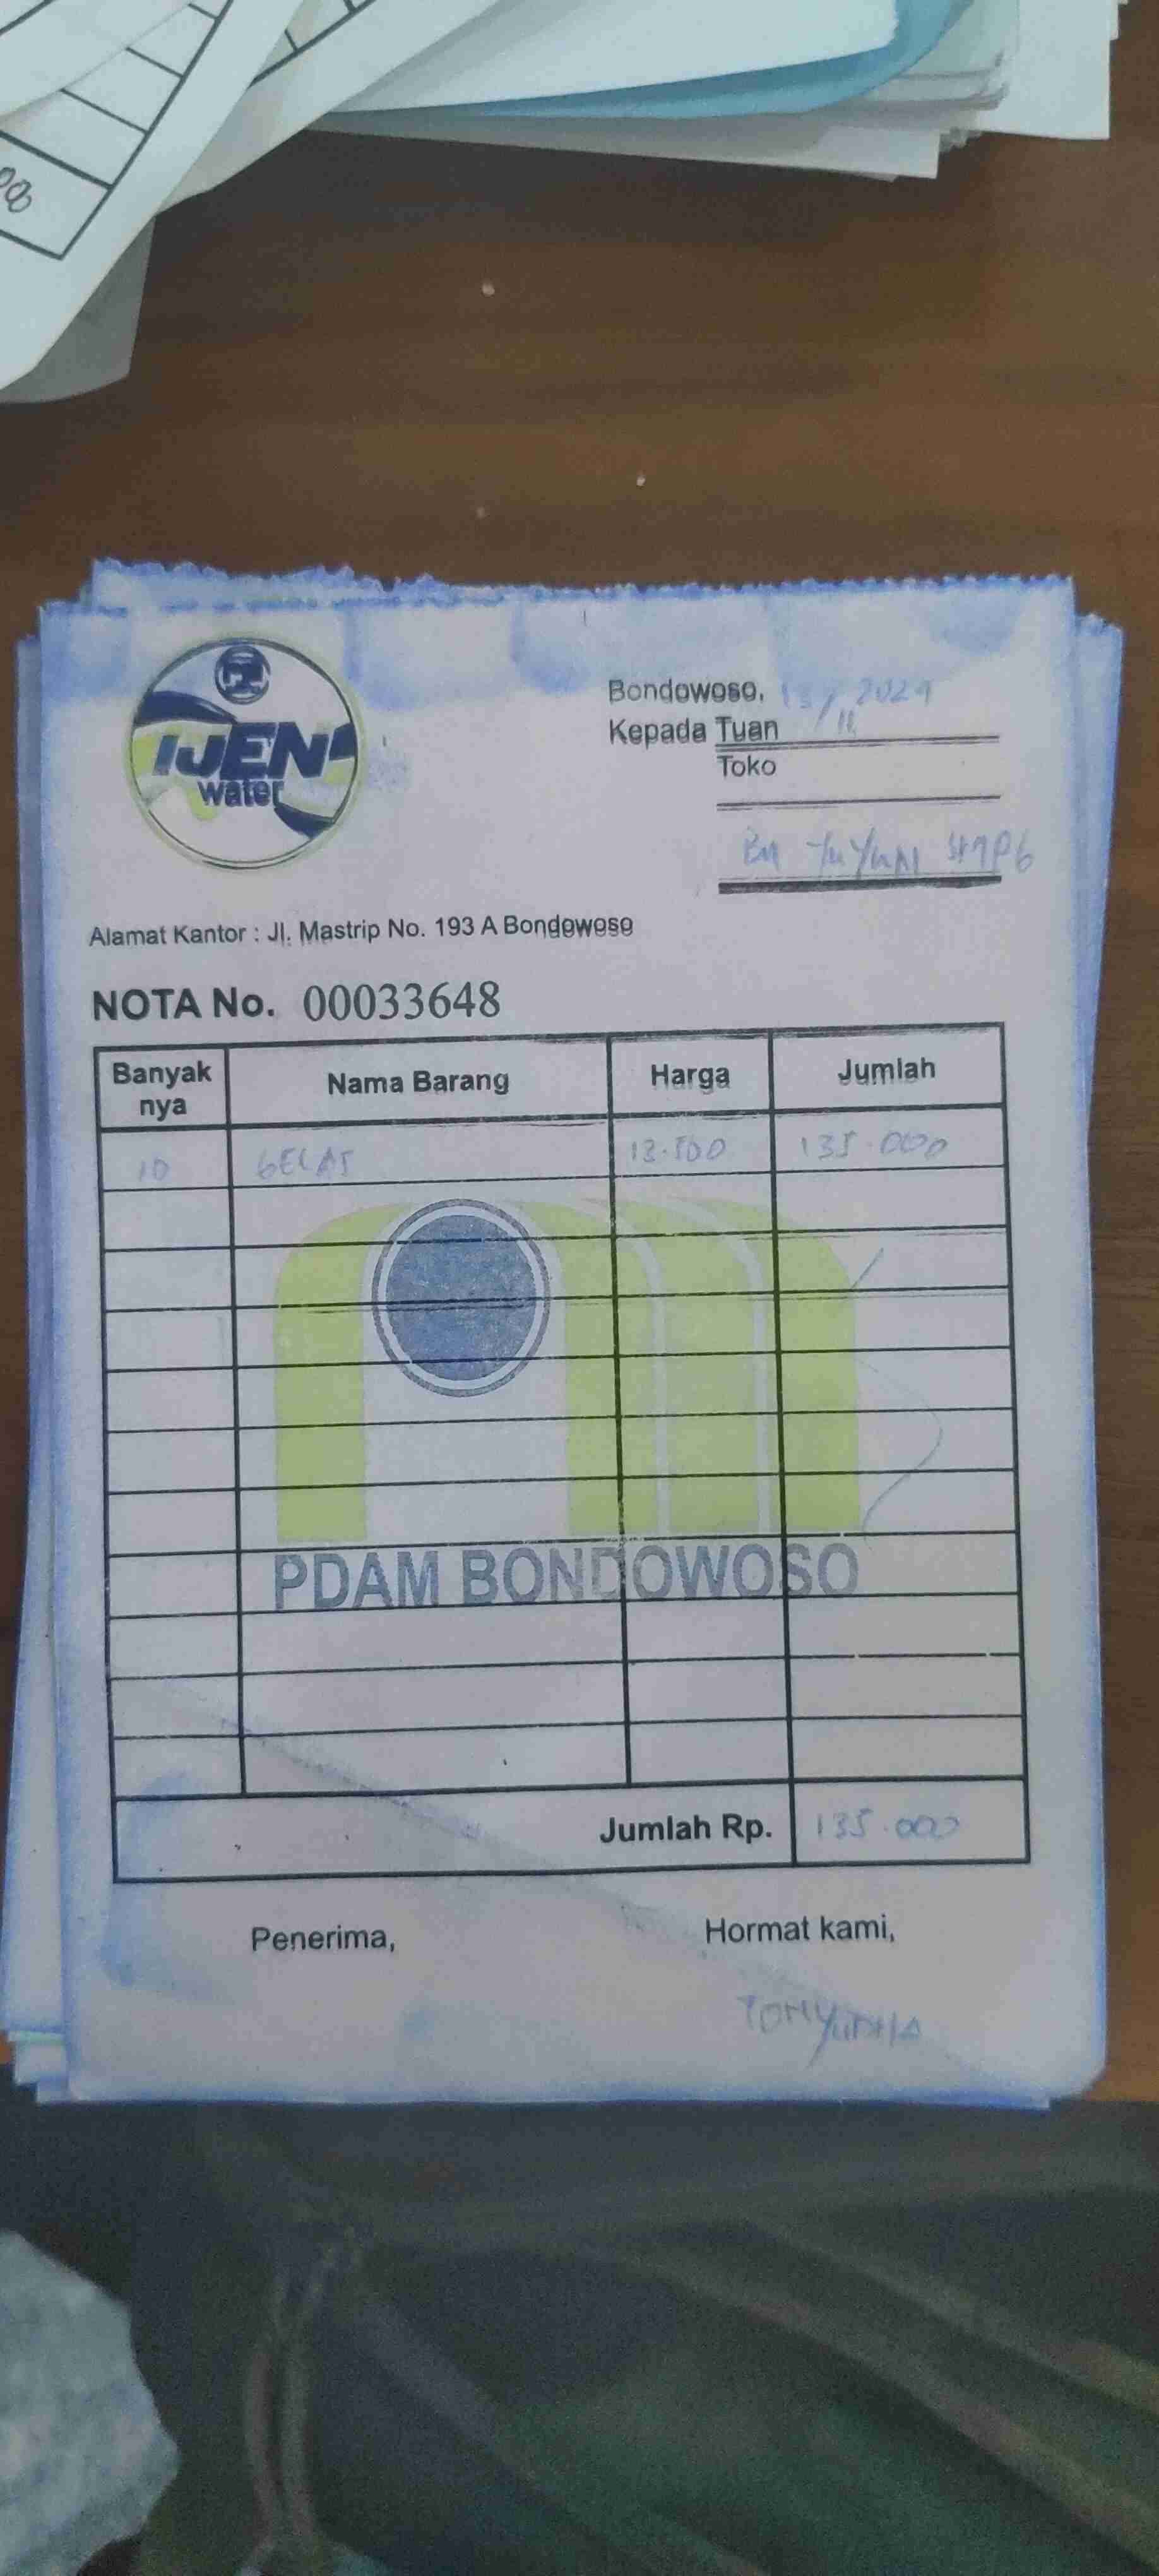 IJEN
water
Bondowoso, 13/11 2024
Kepada Tuan
Toko
Bu YuYun SMP6
Alamat Kantor : Jl. Mastrip No. 193 A Bondowoso
NOTA No. 00033648
Banyak nya Nama Barang Harga Jumlah
10 GELAS 13.500 135.000
PDAM BONDOWOSO
Jumlah Rp. 135.000
Penerima, Hormat kami,